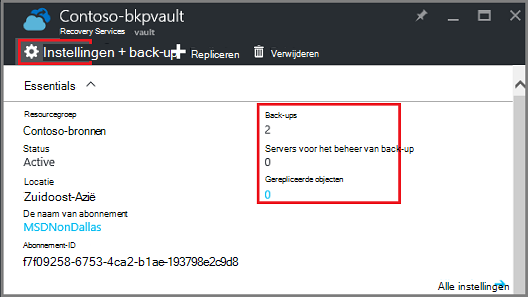 Contoso-bkpvault
Recovery Services vault
Instellingen + back-up Repliceren Verwijderen
Essentials
Resourcegroep
Contoso-bronnen
Status
Active
Locatie
Zuidoost-Azië
De naam van abonnement
MSDNonDallas
Abonnement-ID
f7f09258-6753-4ca2-b1ae-193798e2c9d8
Back-ups
2
Servers voor het beheer van back-up
0
Gerepliceerde objecten
0
Alle instellingen